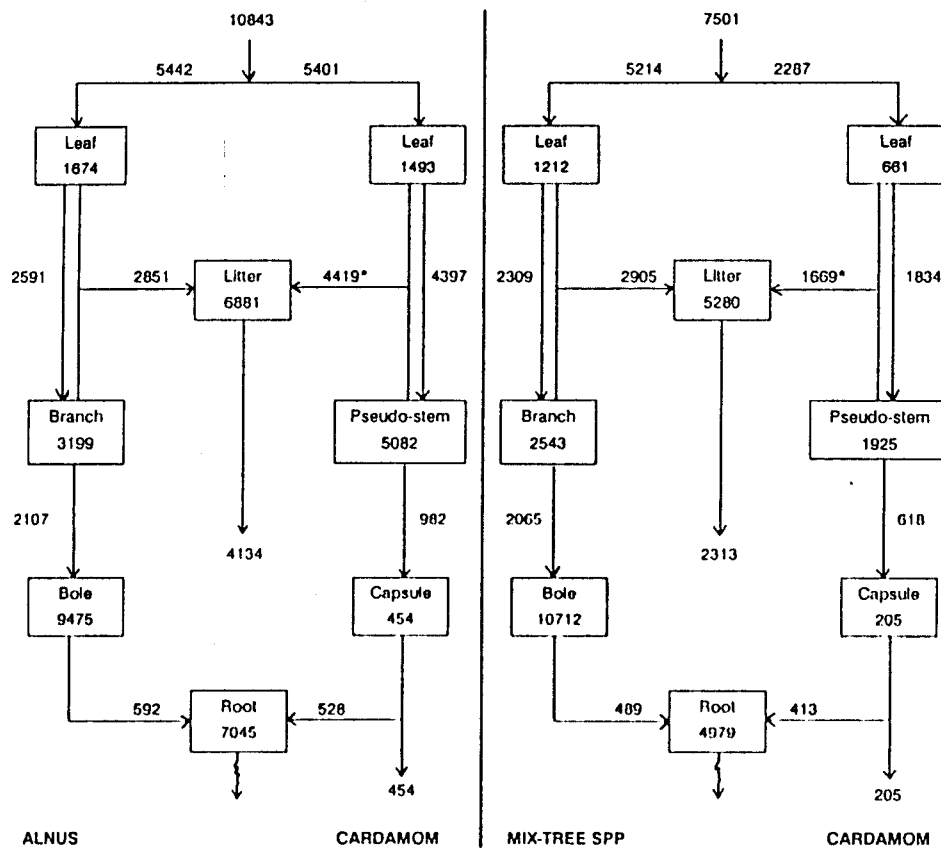 10843
5442 5401
Leaf
1674
Leaf
1493
2591
2851
Litter
6881
4419*
4397
Branch
3199
Pseudo-stem
5082
2107
982
4134
Bole
9475
Capsule
454
592
Root
7045
528
454
ALNUS
CARDAMOM
7501
5214 2287
Leaf
1212
Leaf
661
2309
2905
Litter
5280
1669*
1834
Branch
2543
Pseudo-stem
1925
2065
618
2313
Bole
10712
Capsule
205
489
Root
4979
413
205
MIX-TREE SPP
CARDAMOM